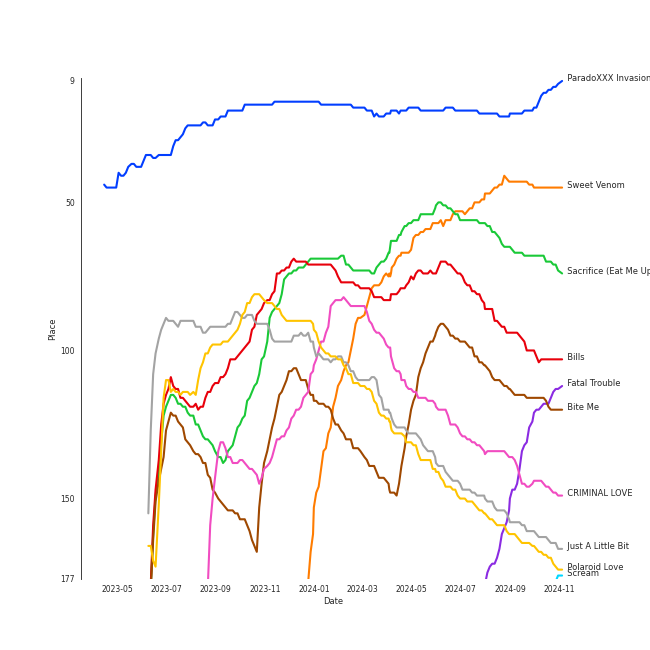 9
50
100
150
177
Place
2023-05 2023-07 2023-09 2023-11 2024-01 2024-03 2024-05 2024-07 2024-09 2024-11
Date
ParadoXXX Invasion
Sweet Venom
Sacrifice (Eat Me Up
Bills
Fatal Trouble
Bite Me
CRIMINAL LOVE
Just A Little Bit
Polaroid Love
Scream